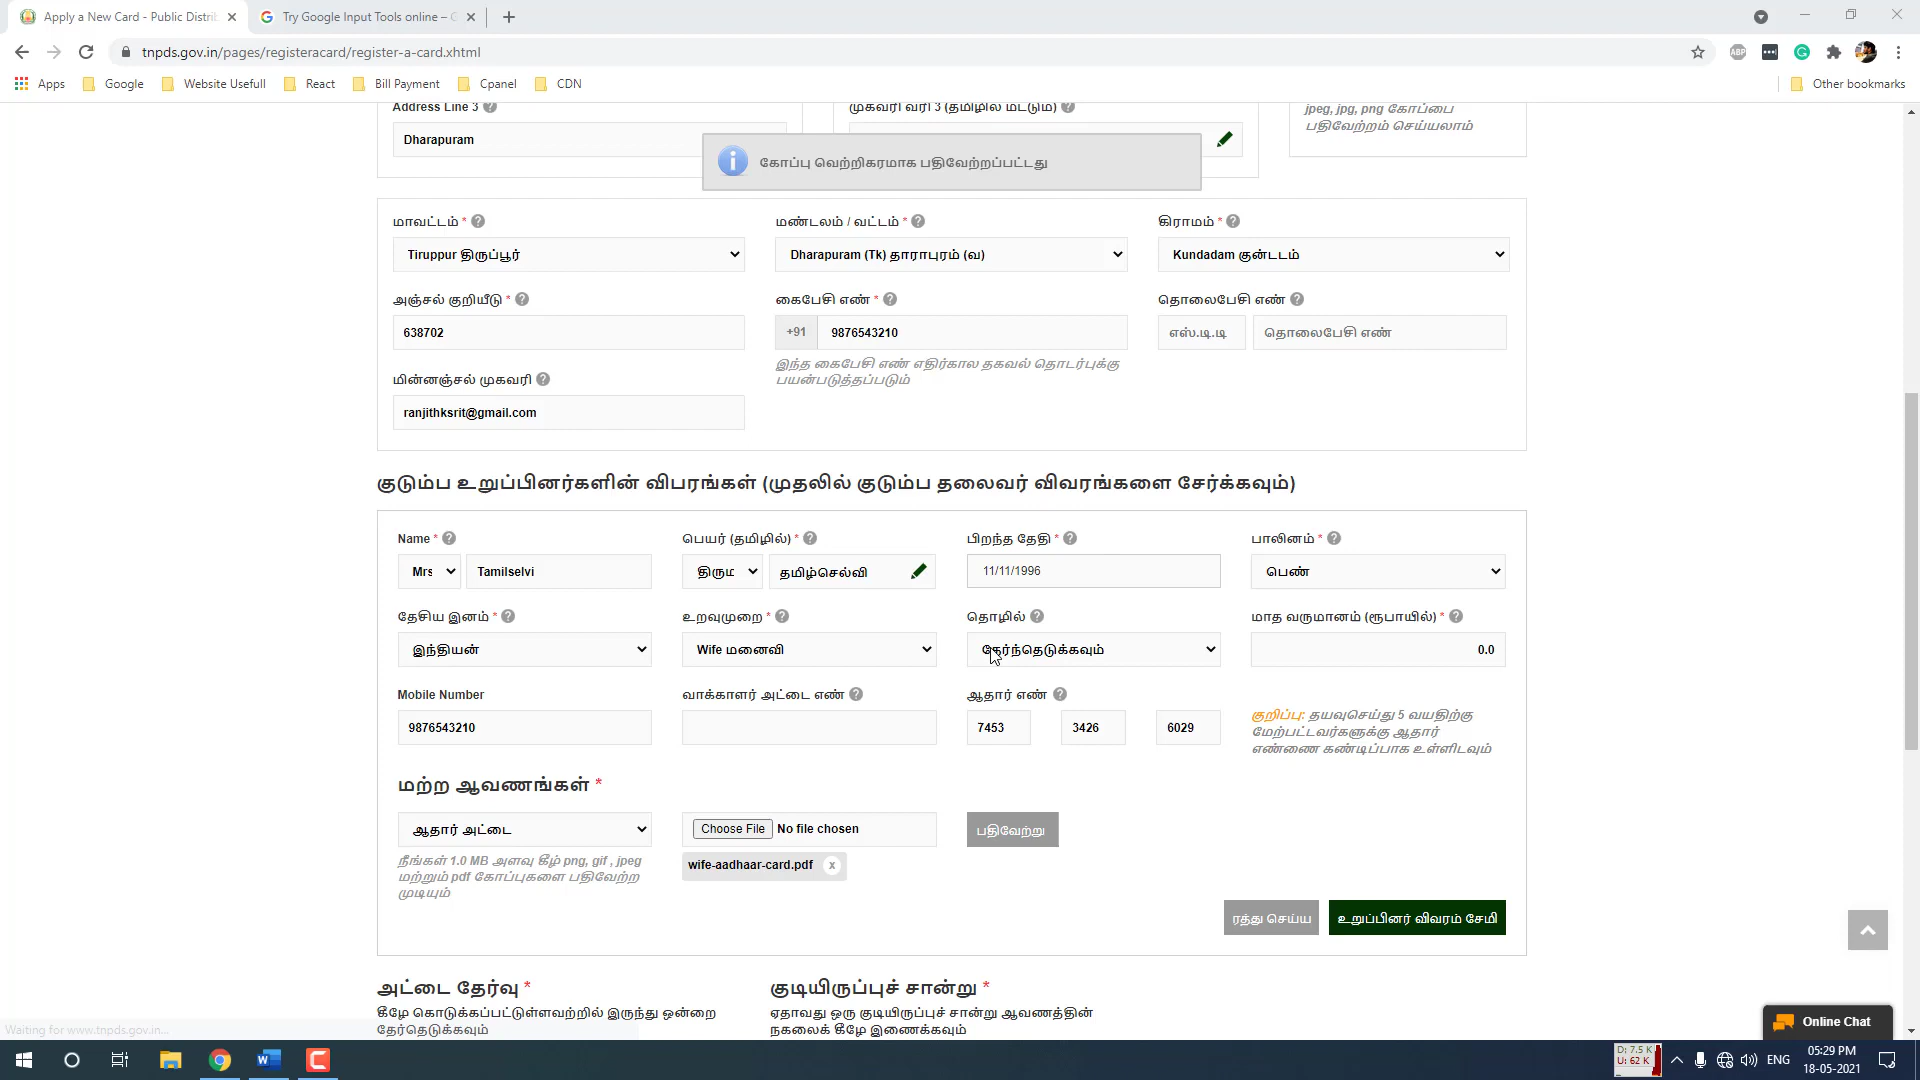 Apply a New Card - Public Distrib
Try Google Input Tools online – G
tnpds.gov.in/pages/registeracard/register-a-card.xhtml
ABP
Apps
Google
Website Usefull
React
Bill Payment
Cpanel
CDN
Other bookmarks
Address Line 3
முகவரி வரி 3 (தமிழில் மட்டும்)
jpeg, jpg, png கோப்பை
பதிவேற்றம் செய்யலாம்
Dharapuram
கோப்பு வெற்றிகரமாக பதிவேற்றப்பட்டது
மாவட்டம் *
மண்டலம் / வட்டம் *
கிராமம் *
Tiruppur திருப்பூர்
Dharapuram (Tk) தாராபுரம் (வ)
Kundadam குன்டடம்
அஞ்சல் குறியீடு *
கைபேசி எண் *
தொலைபேசி எண்
638702
+91
9876543210
எஸ்.டி.டி
தொலைபேசி எண்
இந்த கைபேசி எண் எதிர்கால தகவல் தொடர்புக்கு
பயன்படுத்தப்படும்
மின்னஞ்சல் முகவரி
ranjithksrit@gmail.com
குடும்ப உறுப்பினர்களின் விபரங்கள் (முதலில் குடும்ப தலைவர் விவரங்களை சேர்க்கவும்)
Name *
பெயர் (தமிழில்) *
பிறந்த தேதி *
பாலினம் *
Mrs
Tamilselvi
திரும
தமிழ்செல்வி
11/11/1996
பெண்
தேசிய இனம் *
உறவுமுறை *
தொழில்
மாத வருமானம் (ரூபாயில்) *
இந்தியன்
Wife மனைவி
தேர்ந்தெடுக்கவும்
0.0
Mobile Number
வாக்காளர் அட்டை எண்
ஆதார் எண்
9876543210
7453
3426
6029
குறிப்பு: தயவுசெய்து 5 வயதிற்கு
மேற்பட்டவர்களுக்கு ஆதார்
எண்ணை கண்டிப்பாக உள்ளிடவும்
மற்ற ஆவணங்கள் *
ஆதார் அட்டை
Choose File No file chosen
பதிவேற்று
நீங்கள் 1.0 MB அளவு கீழ் png, gif , jpeg
மற்றும் pdf கோப்புகளை பதிவேற்ற
முடியும்
wife-aadhaar-card.pdf x
ரத்து செய்ய
உறுப்பினர் விவரம் சேமி
அட்டை தேர்வு *
குடியிருப்புச் சான்று *
கீழே கொடுக்கப்பட்டுள்ளவற்றில் இருந்து ஒன்றை
தேர்தெடுக்கவும்
ஏதாவது ஒரு குடியிருப்புச் சான்று ஆவணத்தின்
நகலைக் கீழே இணைக்கவும்
Waiting for www.tnpds.gov.in...
Online Chat
D: 7.5 K
U: 62 K
ENG
05:29 PM
18-05-2021